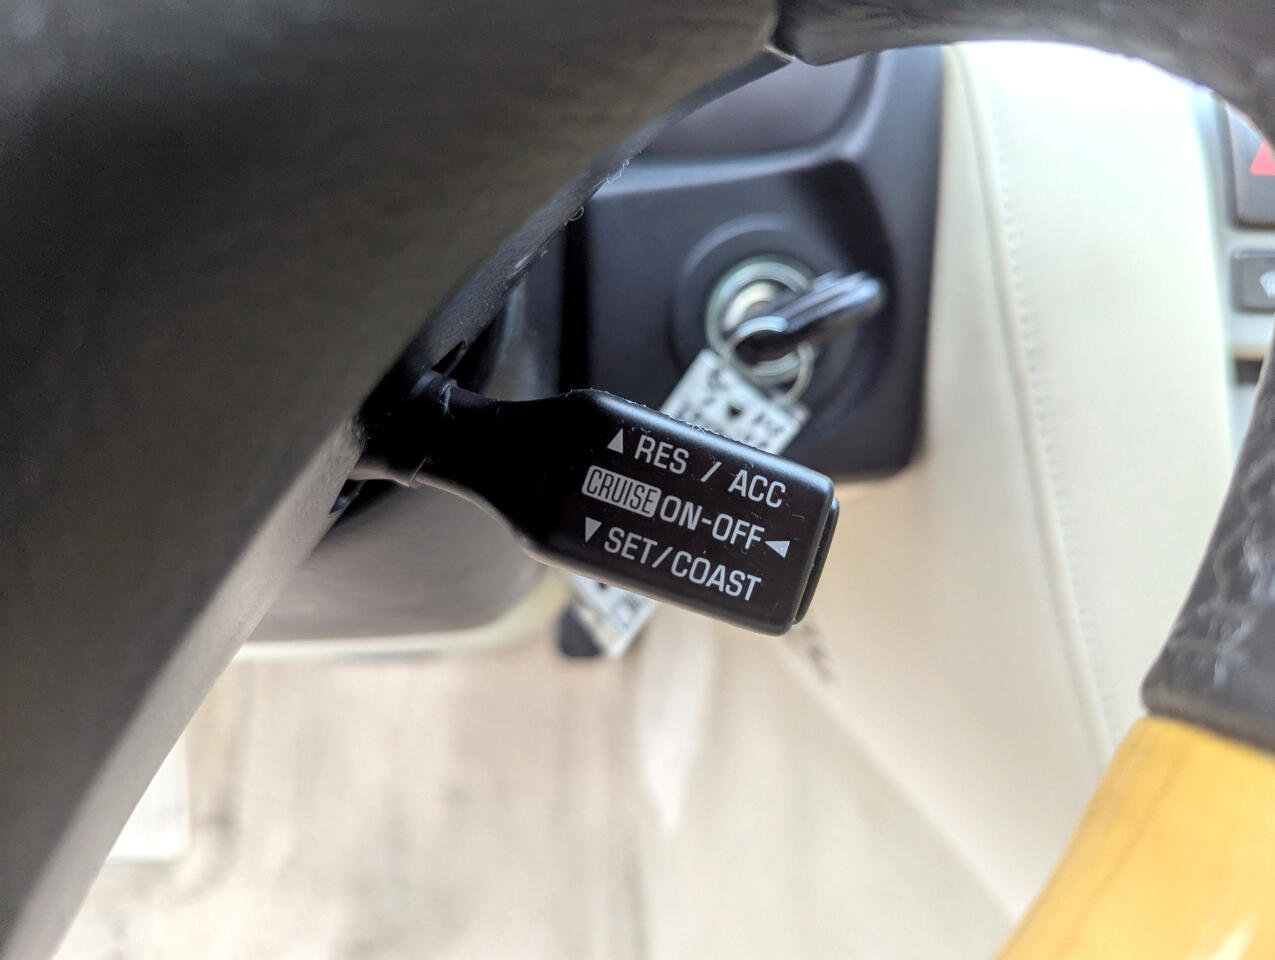 ▲ RES / ACC
CRUISE ON-OFF ◀
▼ SET/COAST